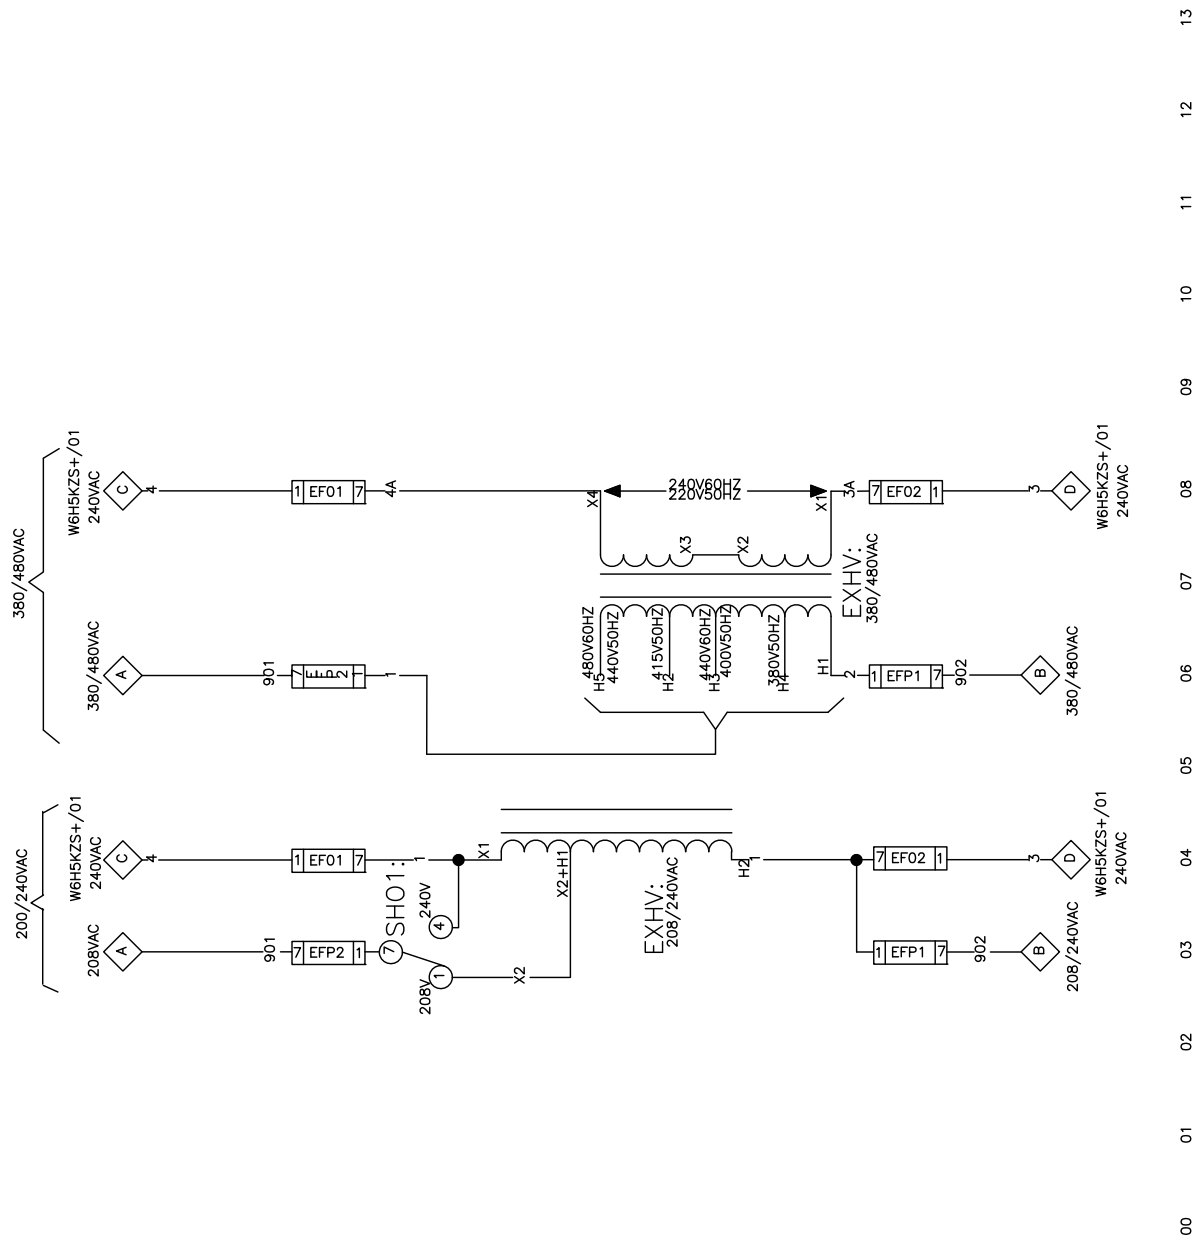 13
12
11
10
09
08
07
06
05
04
03
02
01
00
380/480VAC
W6H5KZS+/01
240VAC
C
4
1 EF01 7
4A
X4
240V60HZ
220V50HZ
X1
3A
7 EF02 1
3
D
W6H5KZS+/01
240VAC
X3
X2
EXHV:
380/480VAC
380/480VAC
A
901
7 EFP2 1
1
480V60HZ
440V50HZ
H5
415V50HZ
H2
440V60HZ
400V50HZ
H3
380V50HZ
H4
H1
2
1 EFP1 7
902
B
380/480VAC
200/240VAC
W6H5KZS+/01
240VAC
C
4
1 EF01 7
1
SH01:
X1
X2+H1
EXHV:
208/240VAC
H2
1
7 EF02 1
3
D
W6H5KZS+/01
240VAC
208VAC
A
901
7 EFP2 1
7
240V
4
208V
1
X2
1 EFP1 7
902
B
208/240VAC